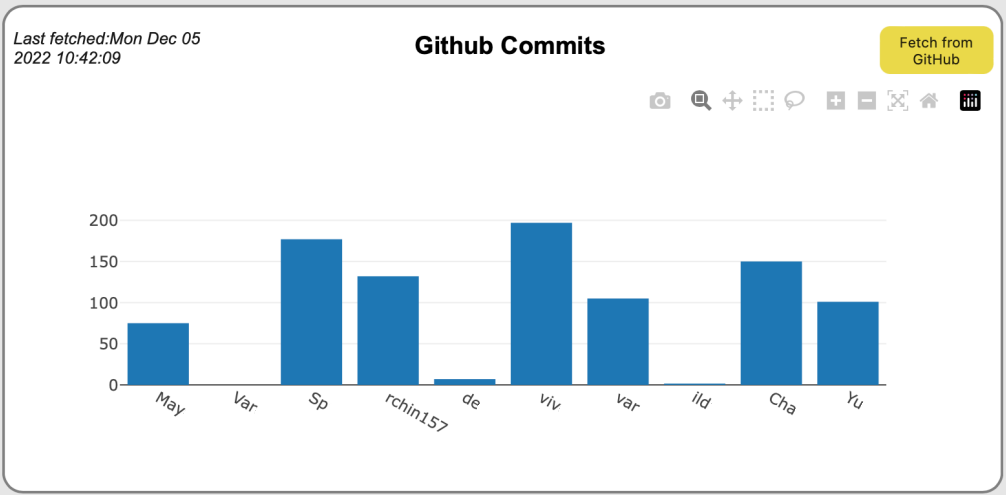 Last fetched:Mon Dec 05
2022 10:42:09
Github Commits
Fetch from
GitHub
200
150
100
50
0
May
Var
Sp
rchin157
de
viv
var
ild
Cha
Yu